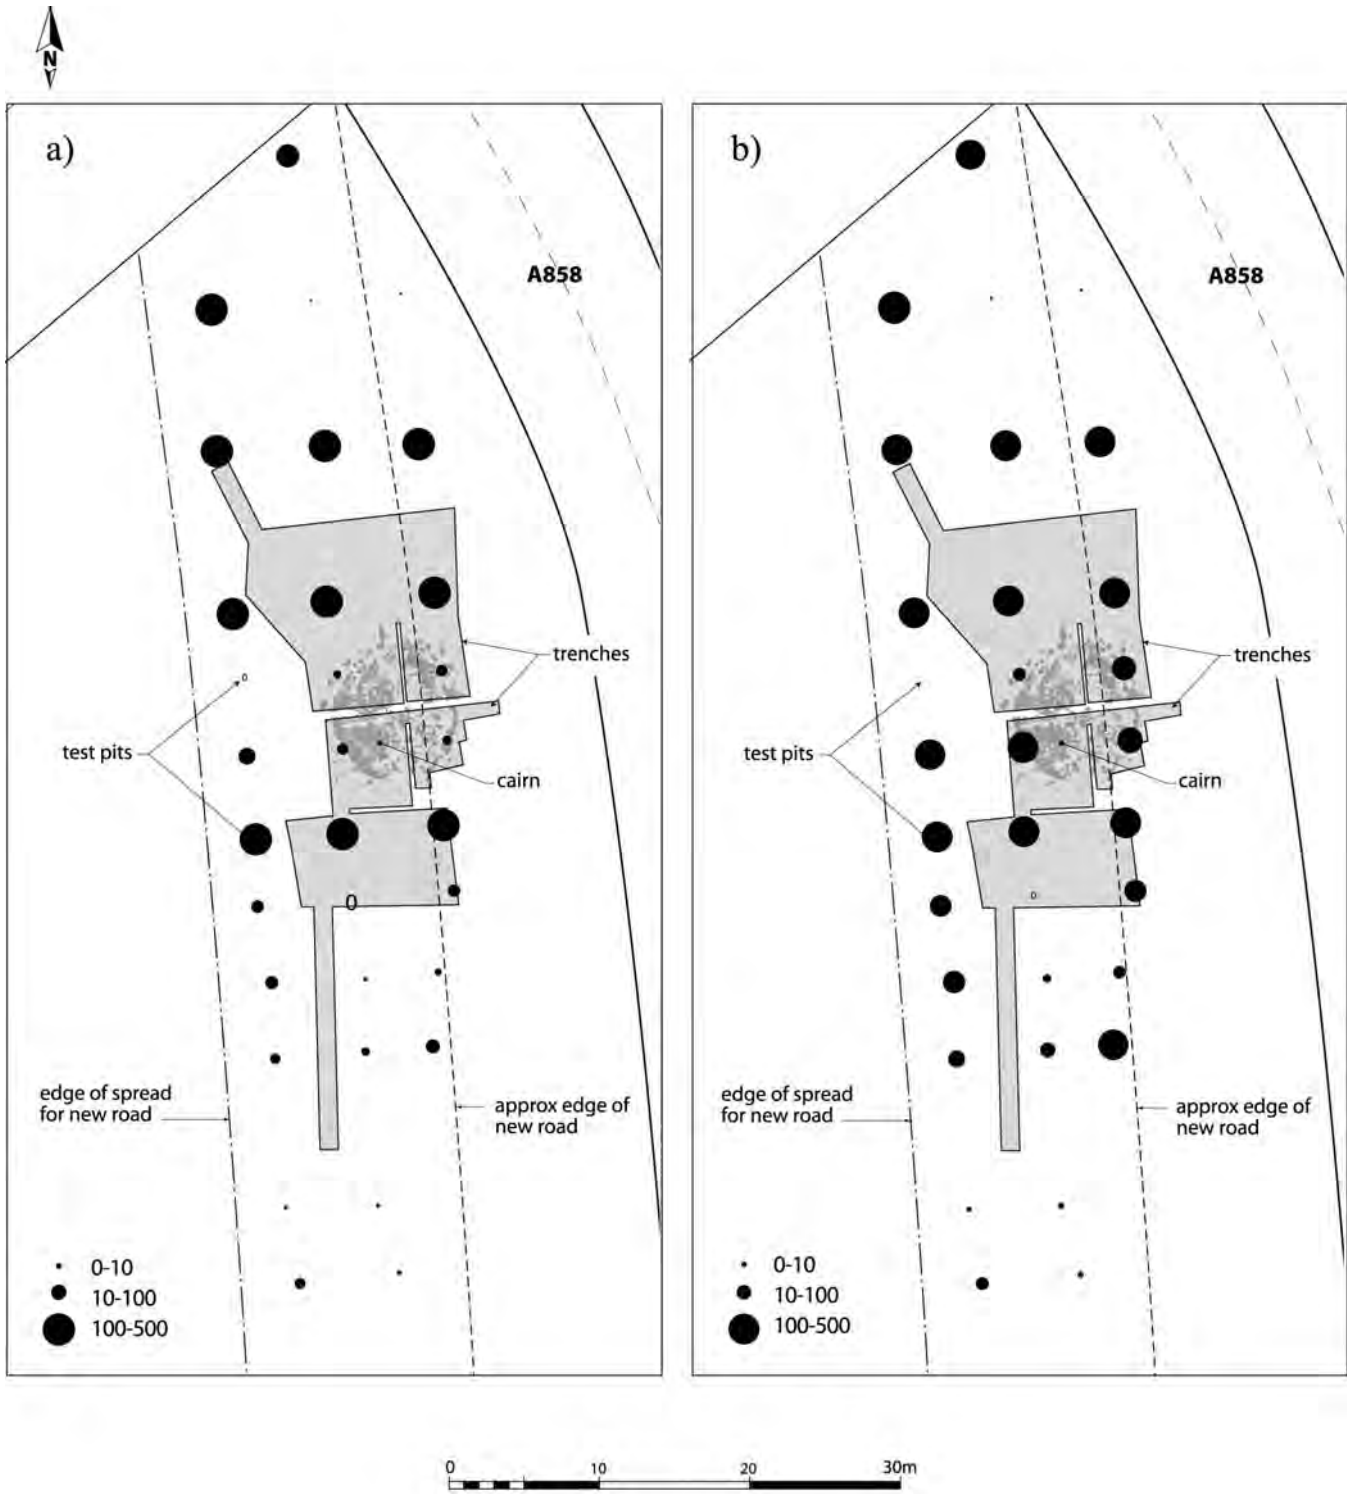 N
a)
A858
trenches
test pits
0
cairn
0
edge of spread
for new road
approx edge of
new road
0-10
10-100
100-500
b)
A858
trenches
test pits
cairn
0
edge of spread
for new road
approx edge of
new road
0-10
10-100
100-500
0 10 20 30m